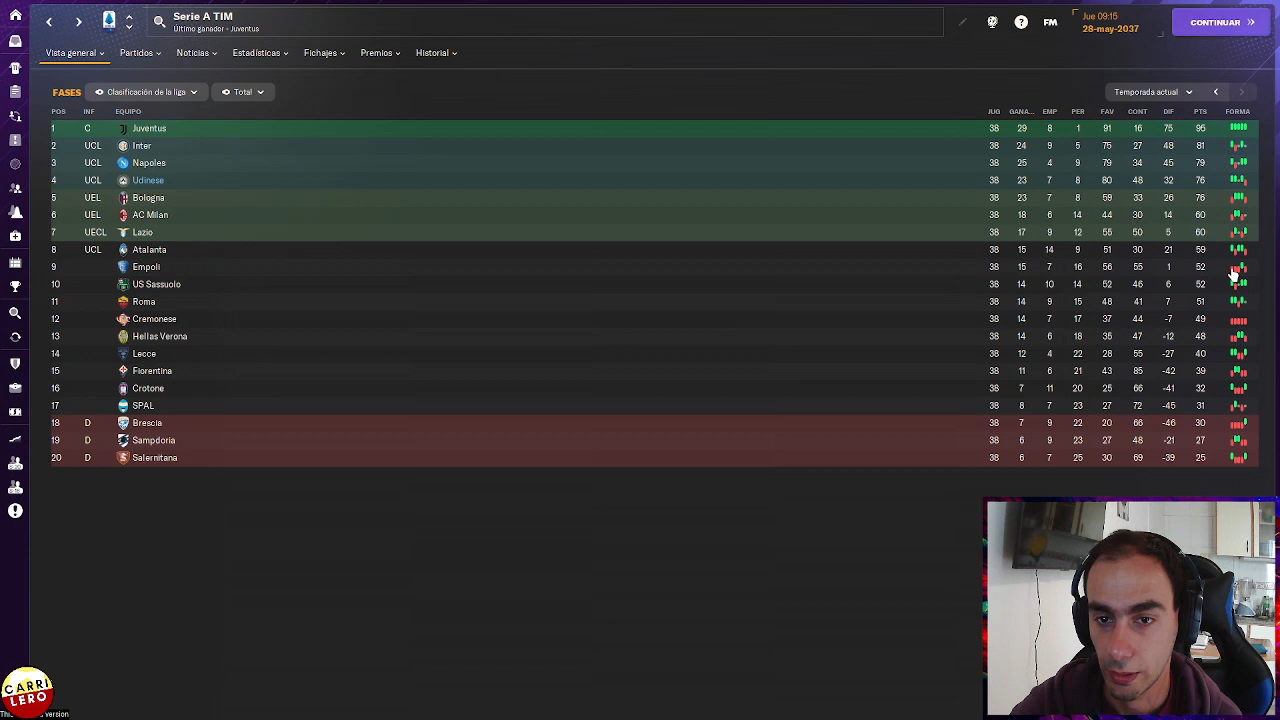 Serie A TIM
Último ganador - Juventus
FM
Jue 09:15
28-may-2037
CONTINUAR
Vista general Partidos Noticias Estadísticas Fichajes Premios Historial
FASES Clasificación de la liga Total Temporada actual
POS INF EQUIPO JUG GANA... EMP PER FAV CONT DIF PTS FORMA
1 C Juventus 38 29 8 1 91 16 75 95
2 UCL Inter 38 24 9 5 75 27 48 81
3 UCL Napoles 38 25 4 9 79 34 45 79
4 UCL Udinese 38 23 7 8 80 48 32 76
5 UEL Bologna 38 23 7 8 59 33 26 76
6 UEL AC Milan 38 18 6 14 44 30 14 60
7 UECL Lazio 38 17 9 12 55 50 5 60
8 UCL Atalanta 38 15 14 9 51 30 21 59
9 Empoli 38 15 7 16 56 55 1 52
10 US Sassuolo 38 14 10 14 52 46 6 52
11 Roma 38 14 9 15 48 41 7 51
12 Cremonese 38 14 7 17 37 44 -7 49
13 Hellas Verona 38 14 6 18 35 47 -12 48
14 Lecce 38 12 4 22 28 55 -27 40
15 Fiorentina 38 11 6 21 43 85 -42 39
16 Crotone 38 7 11 20 25 66 -41 32
17 SPAL 38 8 7 23 27 72 -45 31
18 D Brescia 38 7 9 22 20 66 -46 30
19 D Sampdoria 38 6 9 23 27 48 -21 27
20 D Salernitana 38 6 7 25 30 69 -39 25
CARRI
LERO